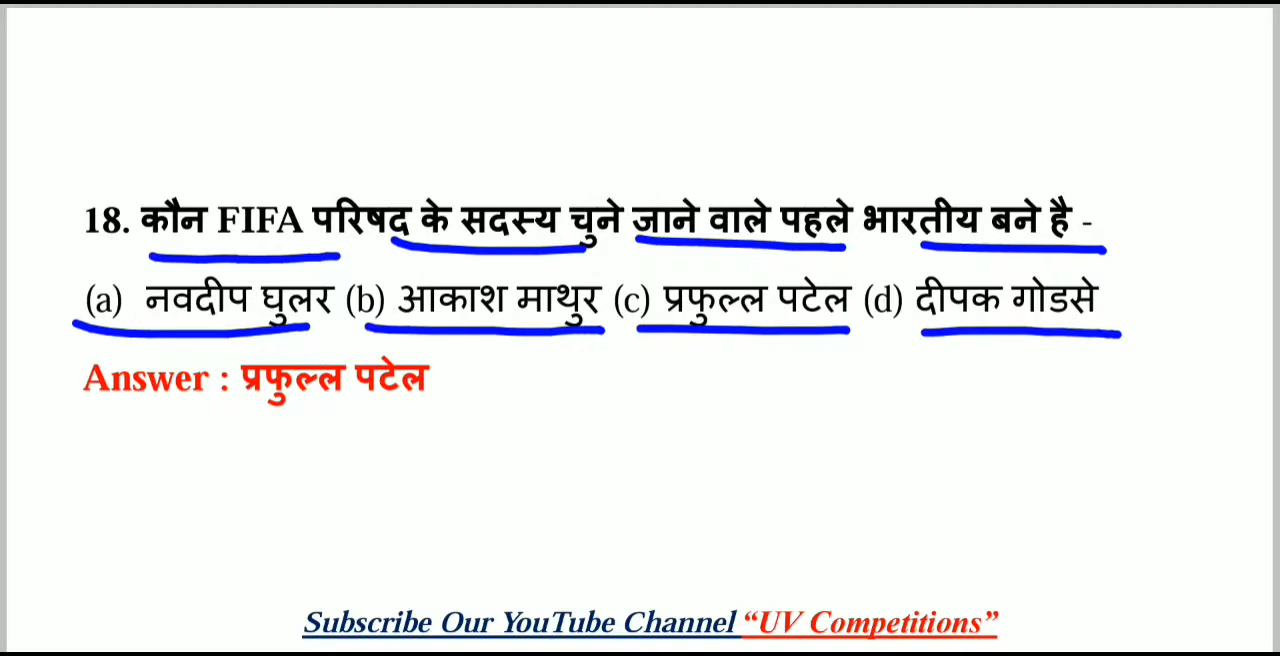 18. कौन FIFA परिषद के सदस्य चुने जाने वाले पहले भारतीय बने है -
(a) नवदीप घुलर (b) आकाश माथुर (c) प्रफुल्ल पटेल (d) दीपक गोडसे
Answer : प्रफुल्ल पटेल
Subscribe Our YouTube Channel “UV Competitions”